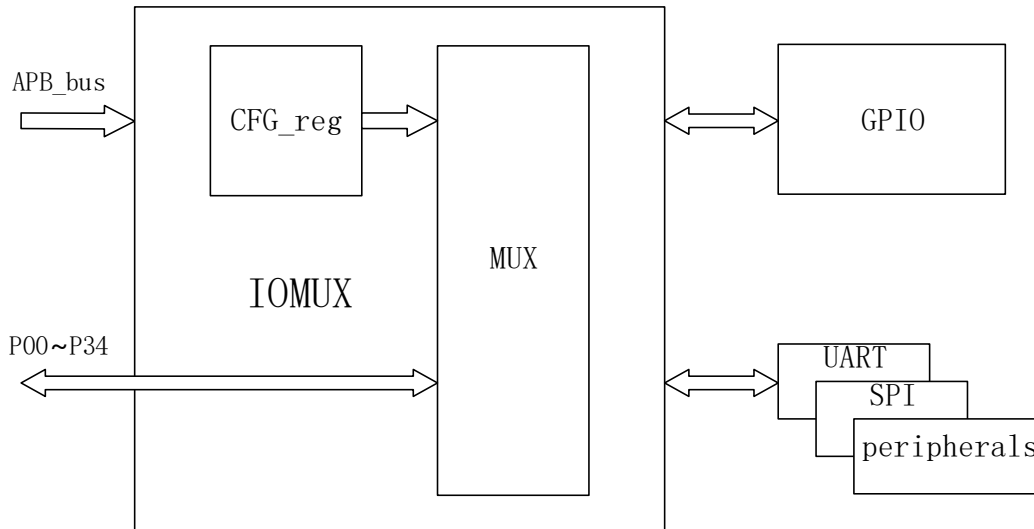 APB_bus
CFG_reg
GPIO
MUX
IOMUX
P00~P34
UART
SPI
peripherals